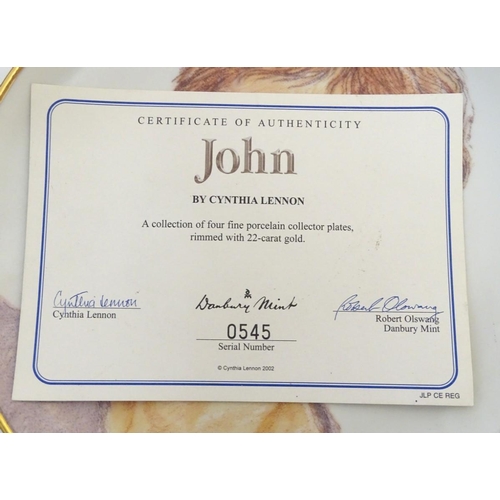 CERTIFICATE OF AUTHENTICITY
John
BY CYNTHIA LENNON
A collection of four fine porcelain collector plates,
rimmed with 22-carat gold.
Cynthia Lennon
Danbury Mint
Robert Olswang
Cynthia Lennon
0545
Robert Olswang
Danbury Mint
Serial Number
© Cynthia Lennon 2002
JLP CE REG